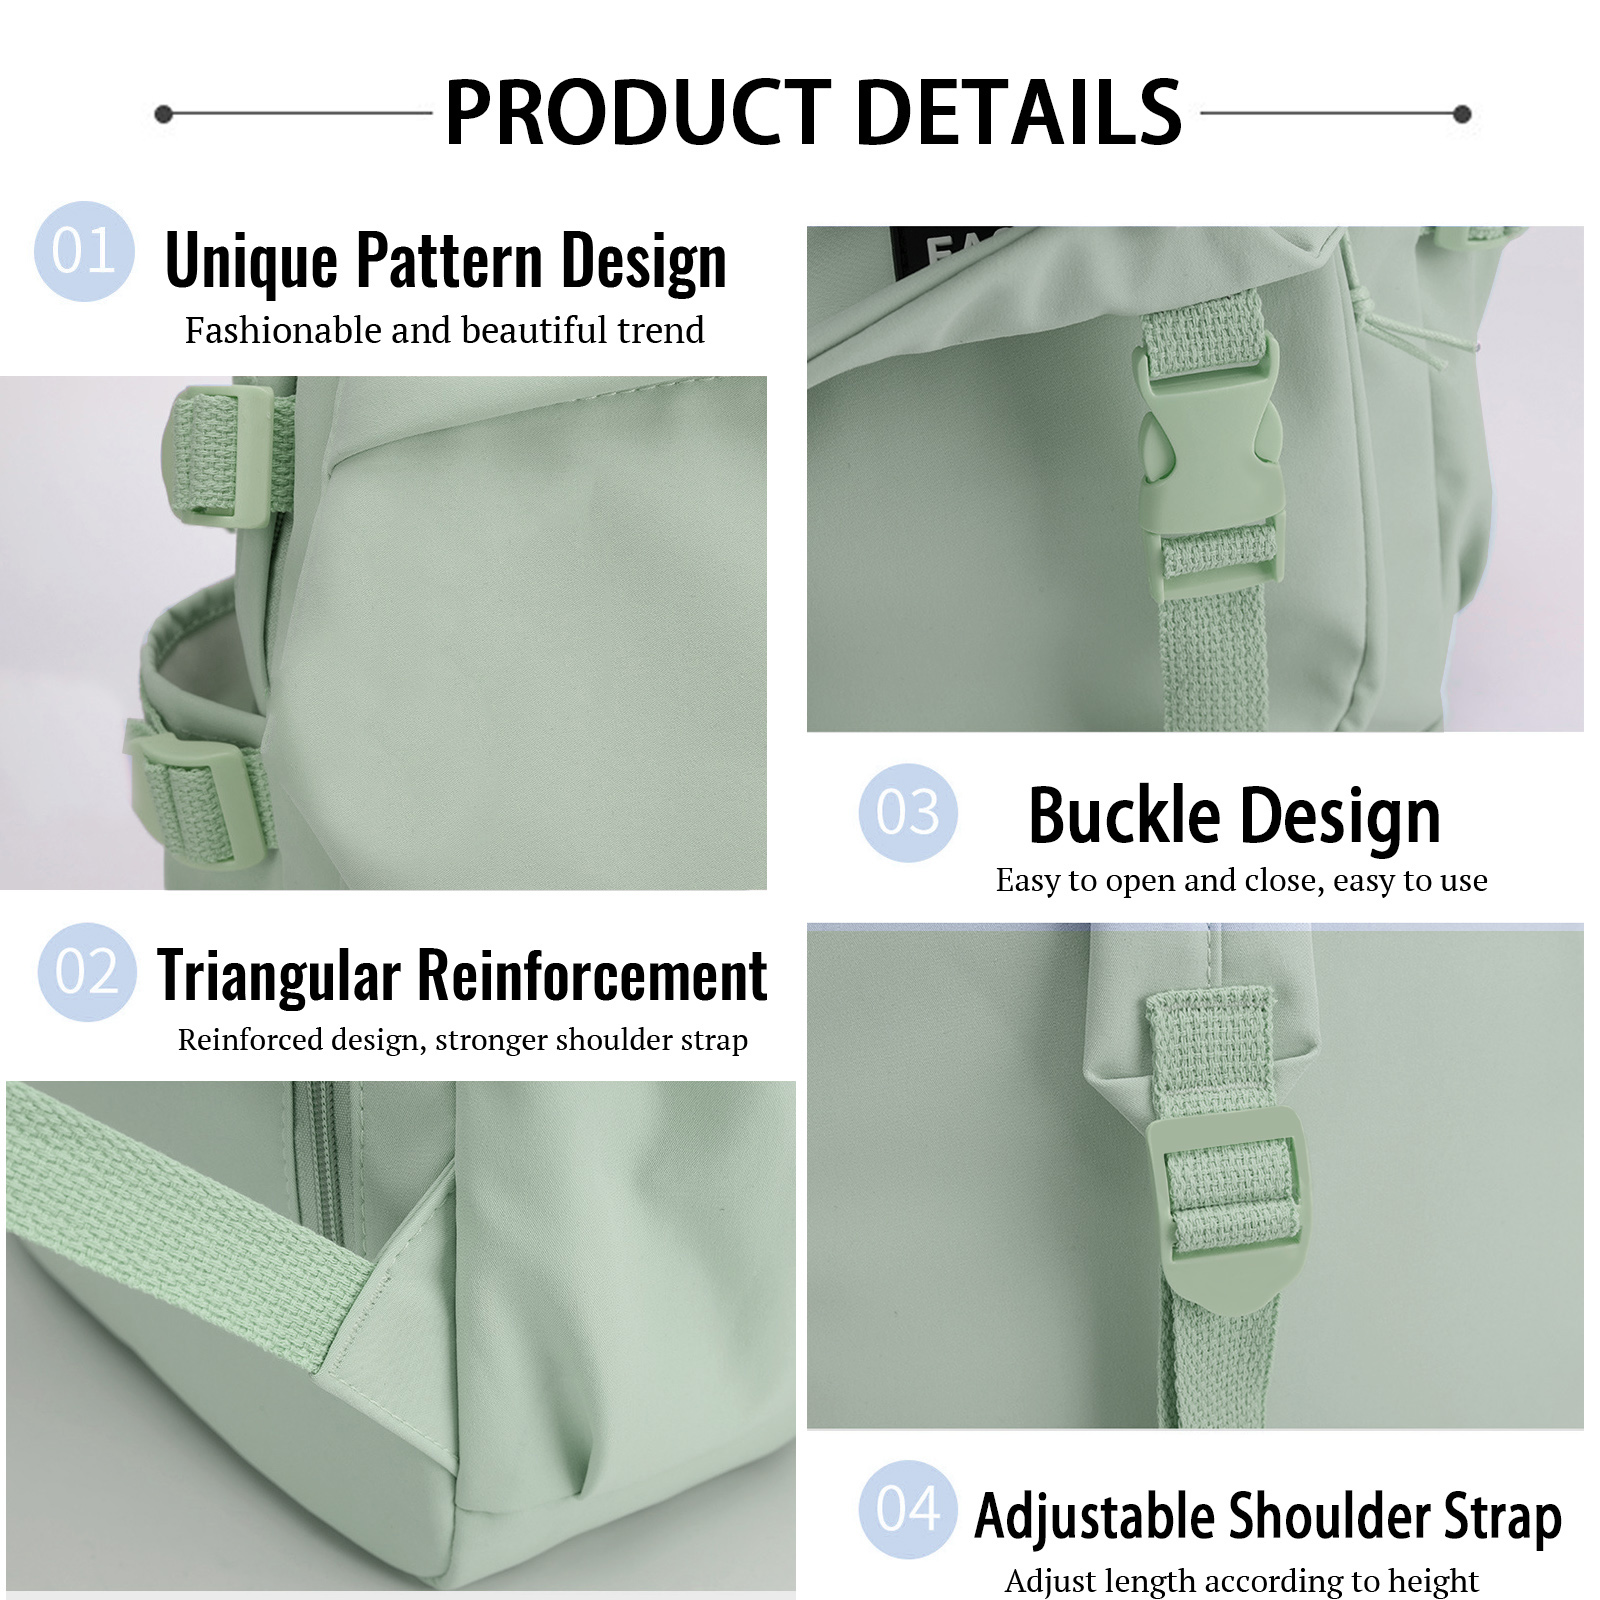 PRODUCT DETAILS
01
Unique Pattern Design
Fashionable and beautiful trend
02
Triangular Reinforcement
Reinforced design, stronger shoulder strap
03
Buckle Design
Easy to open and close, easy to use
04
Adjustable Shoulder Strap
Adjust length according to height